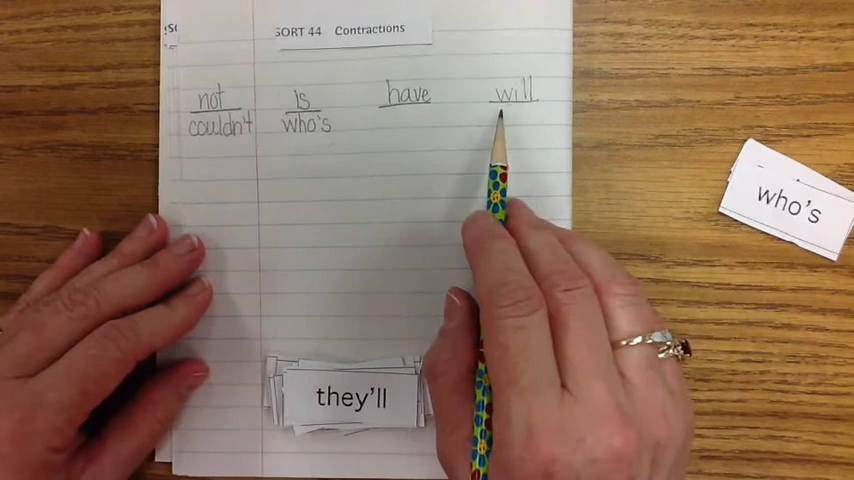 SORT 44 Contractions
not is have will
couldn't who's
who's
they'll